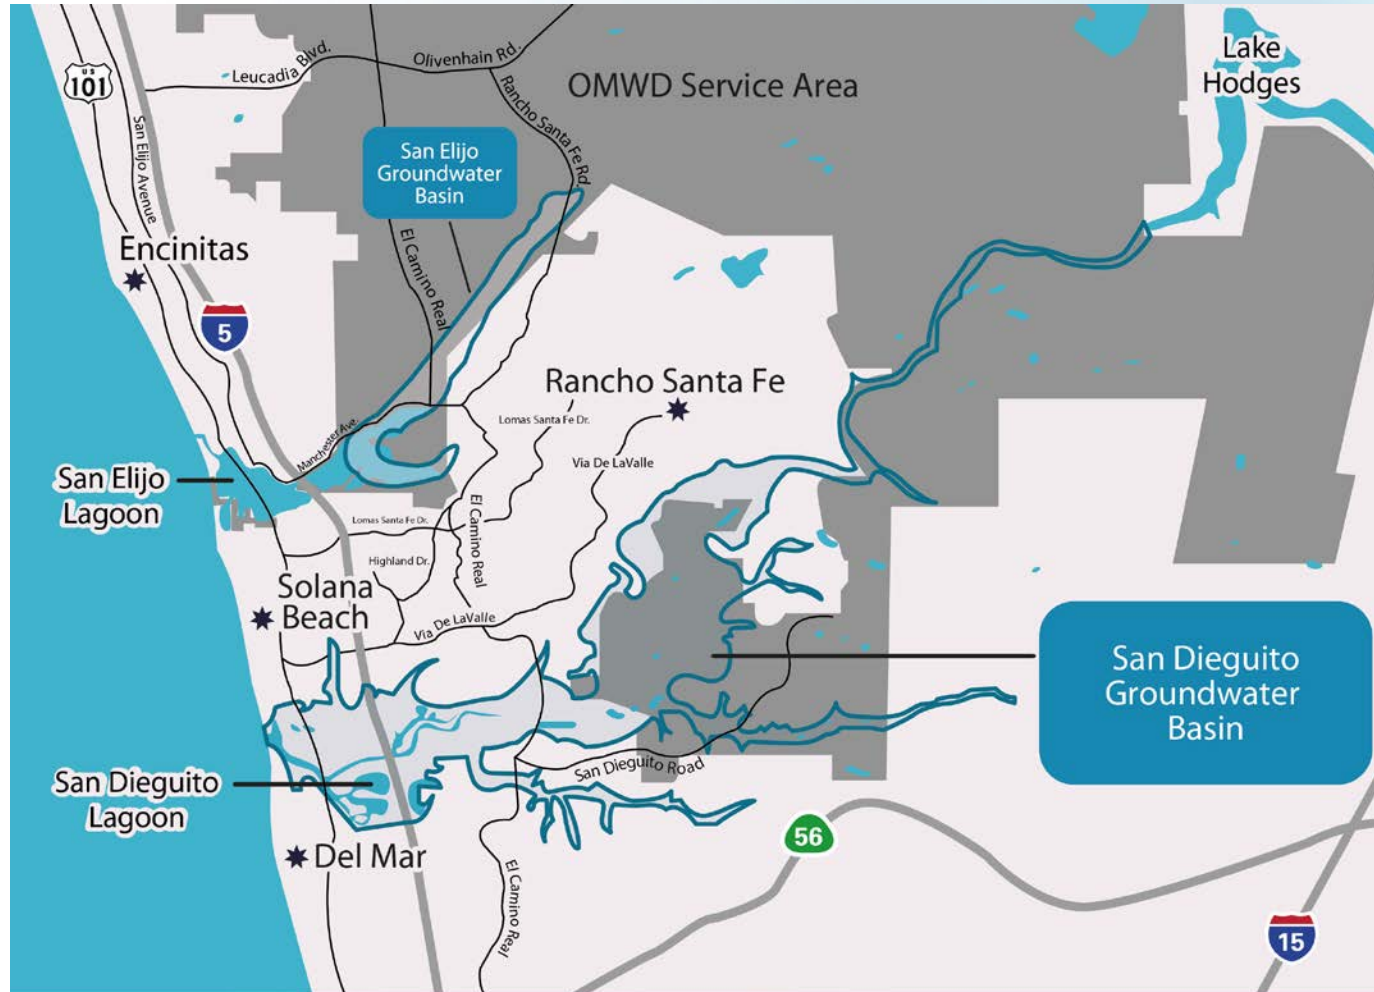 Lake
Hodges
OMWD Service Area
Olivenhain Rd.
Leucadia Blvd.
US
101
San Elijo Avenue
Rancho Santa Fe Rd
San Elijo
Groundwater
Basin
El Camino Real
Encinitas
5
Rancho Santa Fe
Lomas Santa Fe Dr.
Manchester Ave.
Via De LaValle
San Elijo
Lagoon
El Camino Real
Lomas Santa Fe Dr.
Highland Dr.
Solana
Beach
Via De LaValle
San Dieguito
Groundwater
Basin
San Dieguito Road
San Dieguito
Lagoon
56
Del Mar
El Camino Real
15